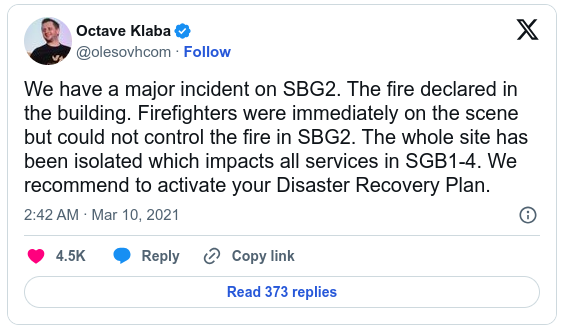 Octave Klaba
@olesovhcom · Follow
We have a major incident on SBG2. The fire declared in
the building. Firefighters were immediately on the scene
but could not control the fire in SBG2. The whole site has
been isolated which impacts all services in SGB1-4. We
recommend to activate your Disaster Recovery Plan.
2:42 AM · Mar 10, 2021
4.5K Reply Copy link
Read 373 replies